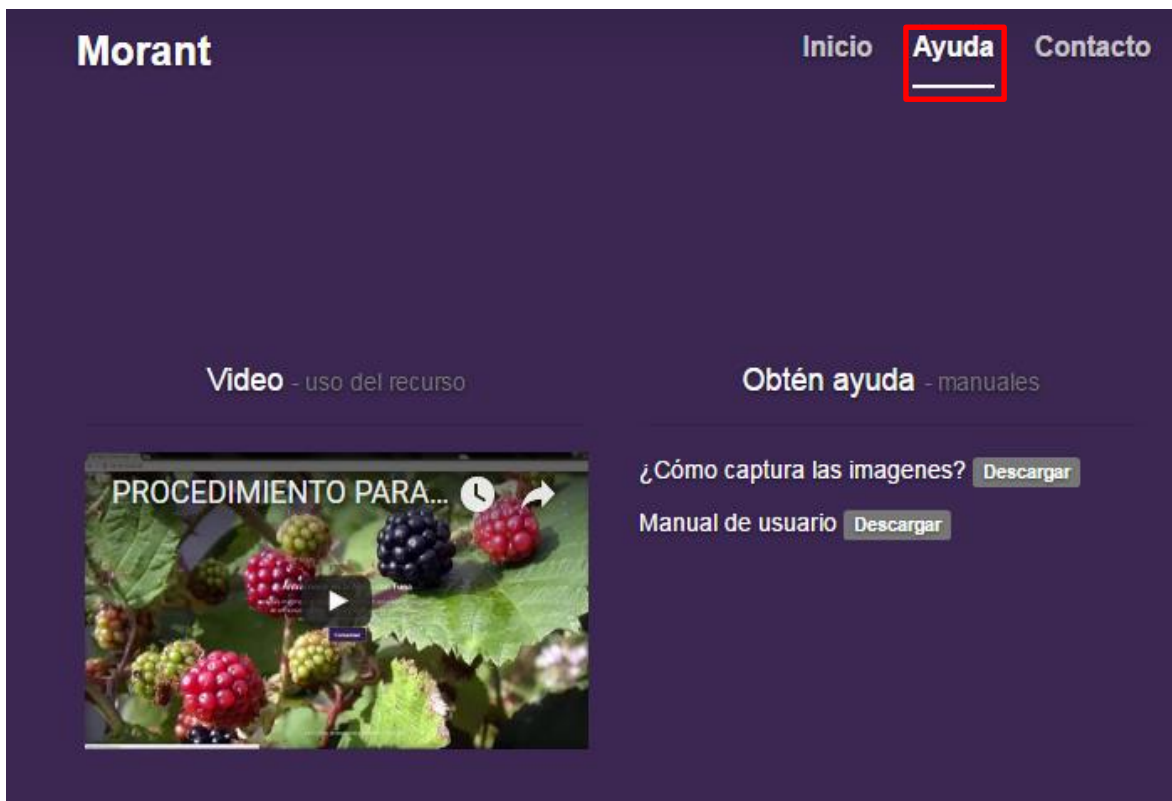 Morant
Inicio Ayuda Contacto
Video - uso del recurso
PROCEDIMIENTO PARA...
Obtén ayuda - manuales
¿Cómo captura las imagenes? Descargar
Manual de usuario Descargar